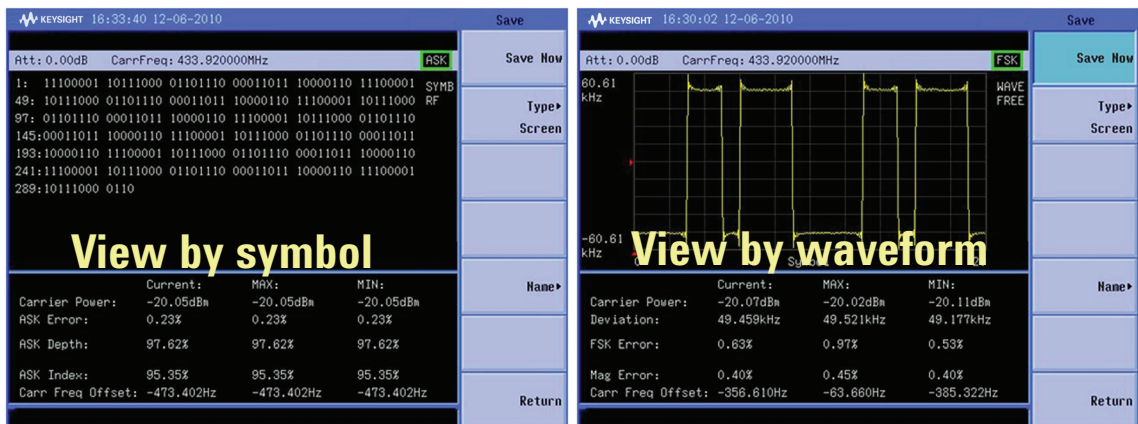 KEYSIGHT 16:33:40 12-06-2010 Save
Att: 0.00dB CarrFreq: 433.920000MHz ASK
1: 11100001 10111000 01101110 00011011 10000110 11100001 SYMB
49: 10111000 01101110 00011011 10000110 11100001 10111000 RF
97: 01101110 00011011 10000110 11100001 10111000 01101110
145:00011011 10000110 11100001 10111000 01101110 00011011
193:10000110 11100001 10111000 01101110 00011011 10000110
241:11100001 10111000 01101110 00011011 10000110 11100001
289:10111000 0110
View by symbol
Current: MAX: MIN:
Carrier Power: -20.05dBm -20.05dBm -20.05dBm
ASK Error: 0.23% 0.23% 0.23%
ASK Depth: 97.62% 97.62% 97.62%
ASK Index: 95.35% 95.35% 95.35%
Carr Freq Offset: -473.402Hz -473.402Hz -473.402Hz
Save Now
Type
Screen
Name
Return
KEYSIGHT 16:30:02 12-06-2010 Save
Att: 0.00dB CarrFreq: 433.920000MHz FSK
60.61
kHz
WAVE
FREE
-60.61
kHz
View by waveform
Current: MAX: MIN:
Carrier Power: -20.07dBm -20.02dBm -20.11dBm
Deviation: 49.459kHz 49.521kHz 49.177kHz
FSK Error: 0.63% 0.97% 0.53%
Mag Error: 0.40% 0.45% 0.40%
Carr Freq Offset: -356.610Hz -63.660Hz -385.322Hz
Save Now
Type
Screen
Name
Return